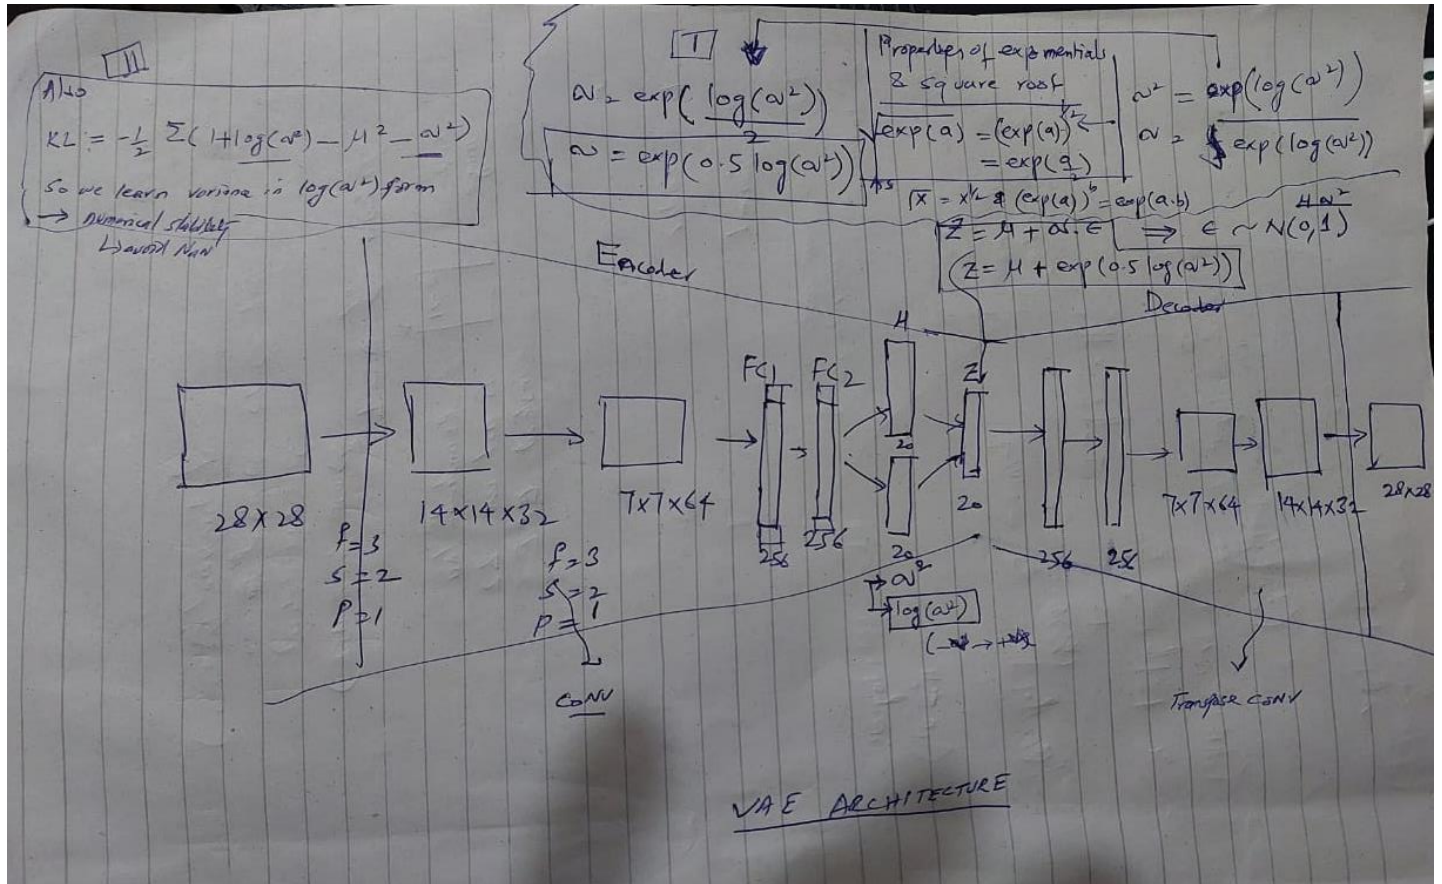 II
Also
KL = -1/2 Σ(1+log(σ²) - μ² - σ²)
So we learn in log(σ²) form
→ numerical stability
↳ avoid NaN
I
σ = exp(log(σ²)/2)
σ = exp(0.5 log(σ²))
Properties of exponentials
& square root
√exp(a) = (exp(a))^1/2
= exp(a/2)
√x = x^1/2 & (exp(a))^b = exp(a.b)
σ² = exp(log(σ²))
σ = √exp(log(σ²))
Z = μ + σ.ε ⇒ ε ~ N(0,1)
Z = μ + exp(0.5 log(σ²))
Encoder
Decoder
μ
FC1 FC2 Z
20
28x28 14x14x32 7x7x64 256 256 20 20 256 256 7x7x64 14x14x32 28x28
f=3
S=2
P=1
f=3
S=2
P=1
→ σ²
→ log(σ²)
CONV
Transpose CONV
VAE ARCHITECTURE